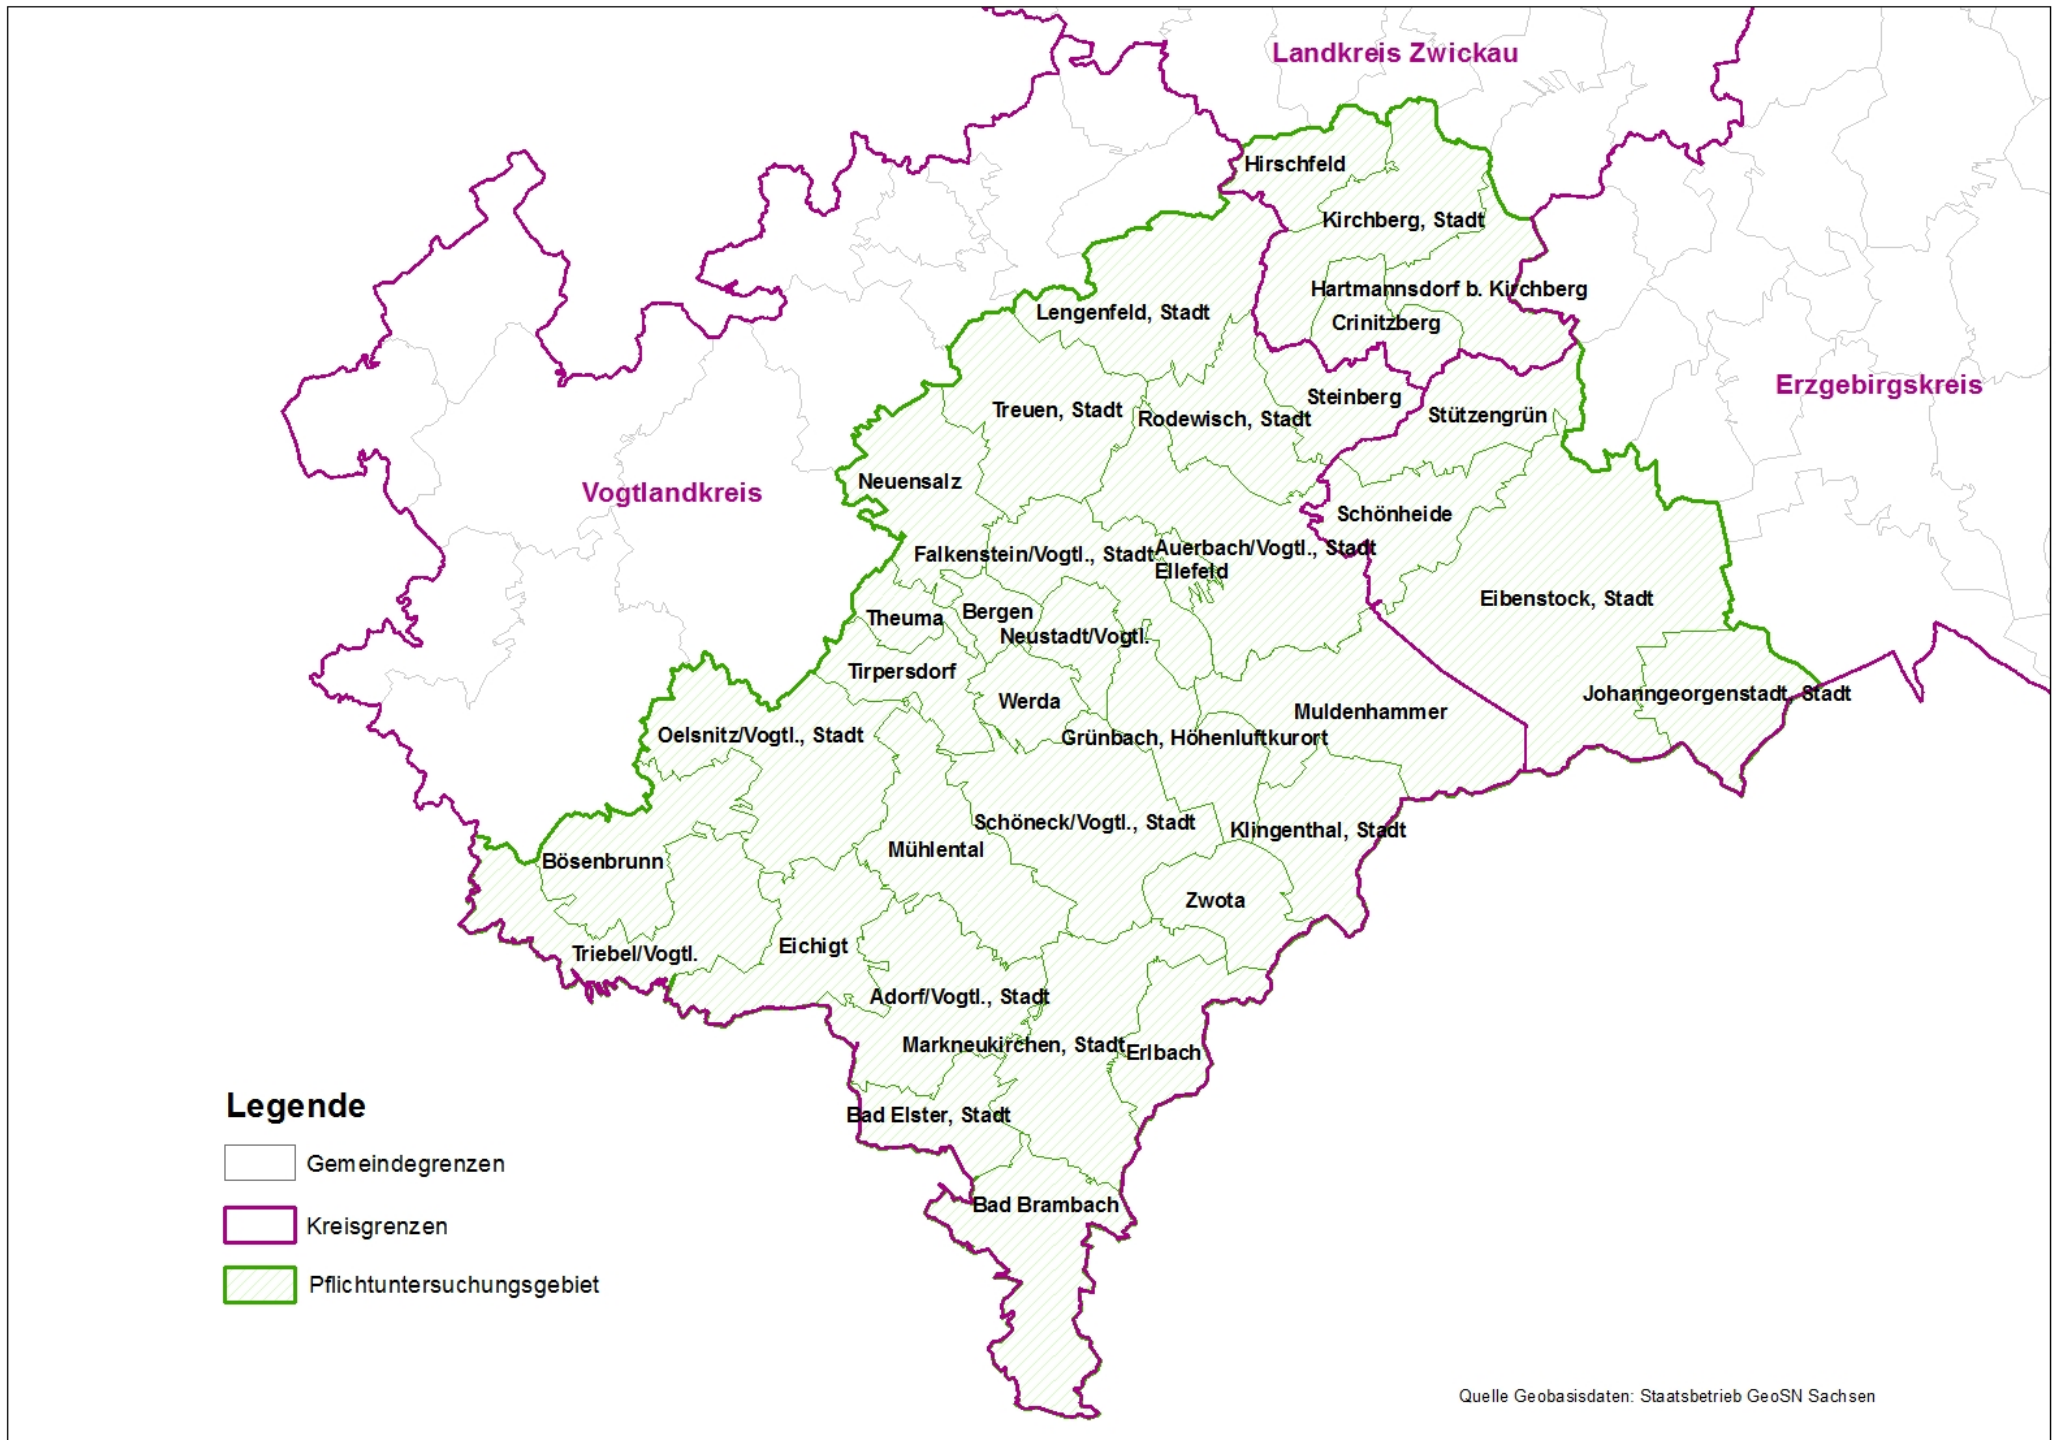 Landkreis Zwickau
Hirschfeld
Kirchberg, Stadt
Hartmannsdorf b. Kirchberg
Lengenfeld, Stadt
Crinitzberg
Erzgebirgskreis
Steinberg
Treuen, Stadt
Rodewisch, Stadt
Stützengrün
Neuensalz
Vogtlandkreis
Schönheide
Falkenstein/Vogtl., Stadt
Auerbach/Vogtl., Stadt
Ellefeld
Eibenstock, Stadt
Theuma
Bergen
Neustadt/Vogtl.
Tirpersdorf
Werda
Johanngeorgenstadt, Stadt
Muldenhammer
Oelsnitz/Vogtl., Stadt
Grünbach, Höhenluftkurort
Schöneck/Vogtl., Stadt
Klingenthal, Stadt
Mühlental
Bösenbrunn
Zwota
Eichigt
Triebel/Vogtl.
Adorf/Vogtl., Stadt
Markneukirchen, Stadt
Erlbach
Bad Elster, Stadt
Bad Brambach
Legende
Gemeindegrenzen
Kreisgrenzen
Pflichtuntersuchungsgebiet
Quelle Geobasisdaten: Staatsbetrieb GeoSN Sachsen